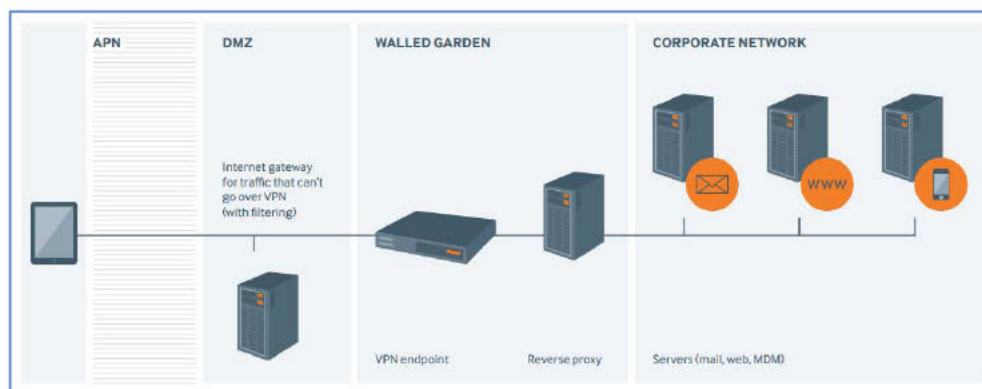 APN
DMZ
WALLED GARDEN
CORPORATE NETWORK
Internet gateway
for traffic that can't
go over VPN
(with filtering)
WWW
VPN endpoint
Reverse proxy
Servers (mail, web, MDM)